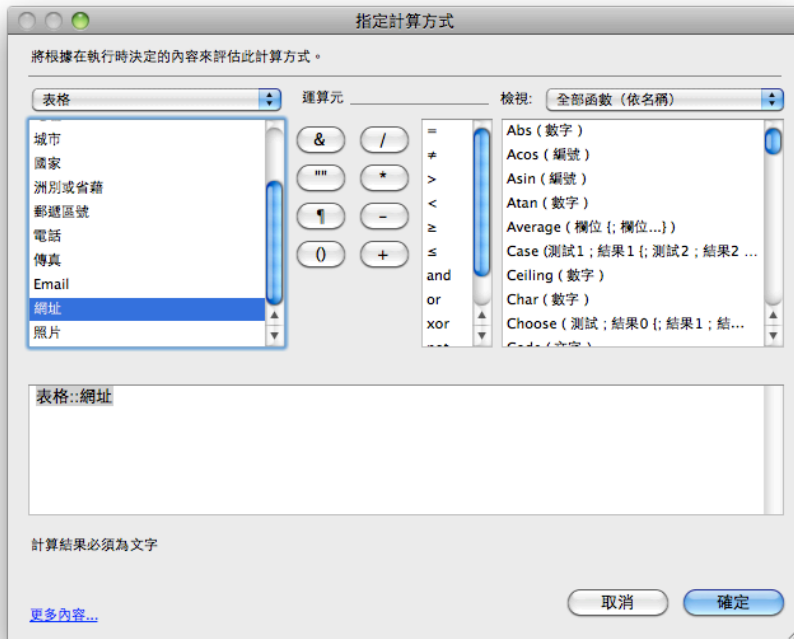 指定計算方式
將根據在執行時決定的內容來評估此計算方式。
表格
運算元
檢視:
全部函數（依名稱）
城市
國家
洲別或省藉
郵遞區號
電話
傳真
Email
網址
照片
&
/
""
*
¶
-
()
+
=
≠
>
<
≥
≤
and
or
xor
Abs ( 數字 )
Acos ( 編號 )
Asin ( 編號 )
Atan ( 數字 )
Average ( 欄位 {; 欄位...} )
Case (測試1 ; 結果1 {; 測試2 ; 結果2 ...
Ceiling ( 數字 )
Char ( 數字 )
Choose ( 測試 ; 結果0 {; 結果1 ; 結...
表格::網址
計算結果必須為文字
更多內容...
取消
確定